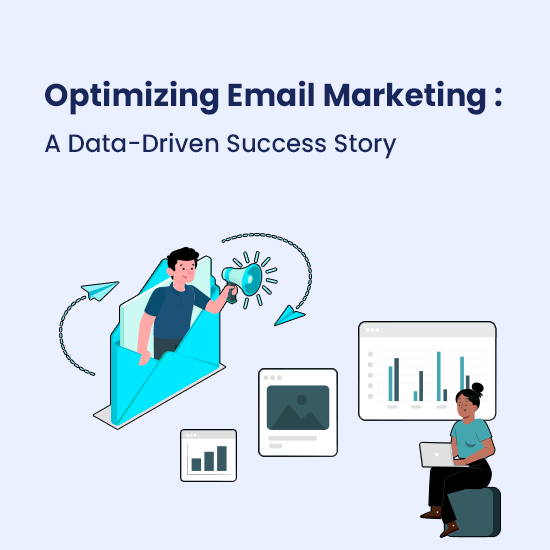 Optimizing Email Marketing :
A Data-Driven Success Story